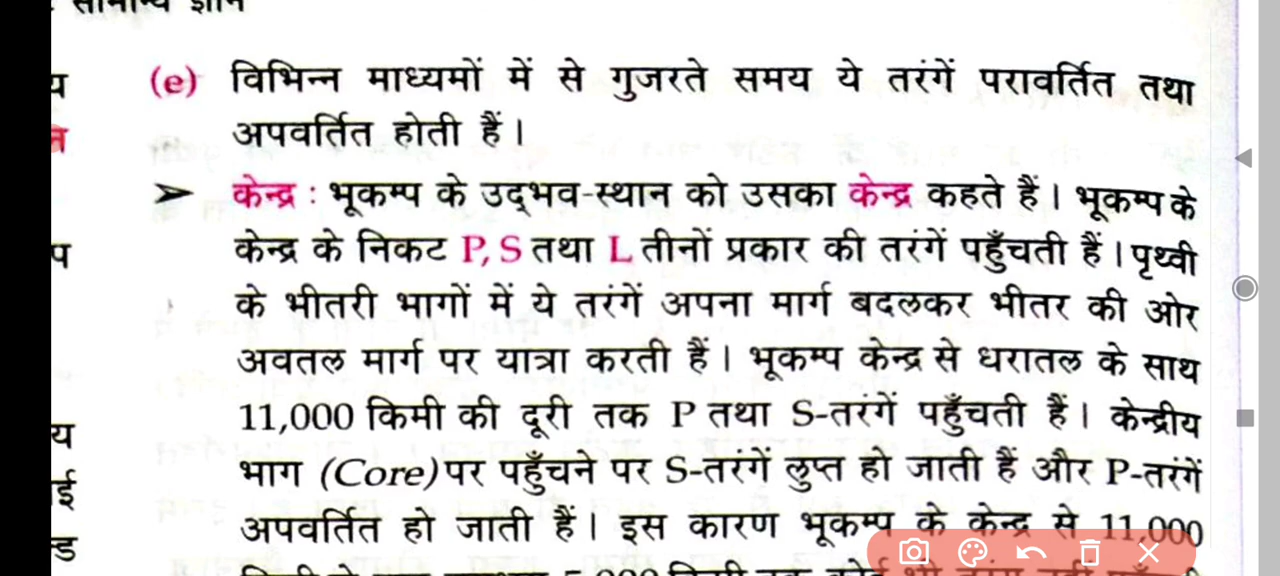 सामान्य ज्ञान
(e) विभिन्न माध्यमों में से गुजरते समय ये तरंगें परावर्तित तथा
अपवर्तित होती हैं।
➤ केन्द्र : भूकम्प के उद्‌भव-स्थान को उसका केन्द्र कहते हैं। भूकम्प के
केन्द्र के निकट P, S तथा L तीनों प्रकार की तरंगें पहुँचती हैं। पृथ्वी
के भीतरी भागों में ये तरंगें अपना मार्ग बदलकर भीतर की ओर
अवतल मार्ग पर यात्रा करती हैं। भूकम्प केन्द्र से धरातल के साथ
11,000 किमी की दूरी तक P तथा S-तरंगें पहुँचती हैं। केन्द्रीय
भाग (Core) पर पहुँचने पर S-तरंगें लुप्त हो जाती हैं और P-तरंगें
अपवर्तित हो जाती हैं। इस कारण भूकम्प के केन्द्र से 11,000